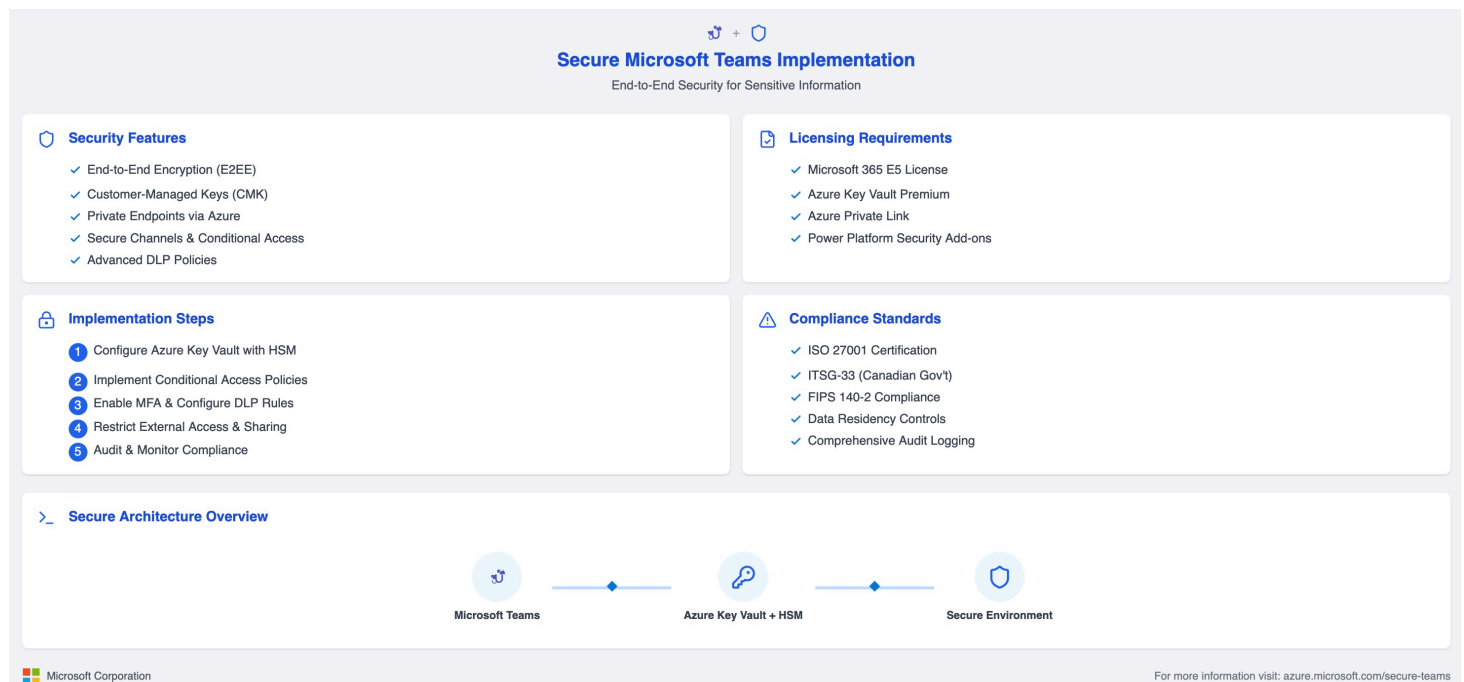 +
Secure Microsoft Teams Implementation
End-to-End Security for Sensitive Information
Security Features
End-to-End Encryption (E2EE)
Customer-Managed Keys (CMK)
Private Endpoints via Azure
Secure Channels & Conditional Access
Advanced DLP Policies
Licensing Requirements
Microsoft 365 E5 License
Azure Key Vault Premium
Azure Private Link
Power Platform Security Add-ons
Implementation Steps
1 Configure Azure Key Vault with HSM
2 Implement Conditional Access Policies
3 Enable MFA & Configure DLP Rules
4 Restrict External Access & Sharing
5 Audit & Monitor Compliance
Compliance Standards
ISO 27001 Certification
ITSG-33 (Canadian Gov't)
FIPS 140-2 Compliance
Data Residency Controls
Comprehensive Audit Logging
Secure Architecture Overview
Microsoft Teams
Azure Key Vault + HSM
Secure Environment
Microsoft Corporation
For more information visit: azure.microsoft.com/secure-teams